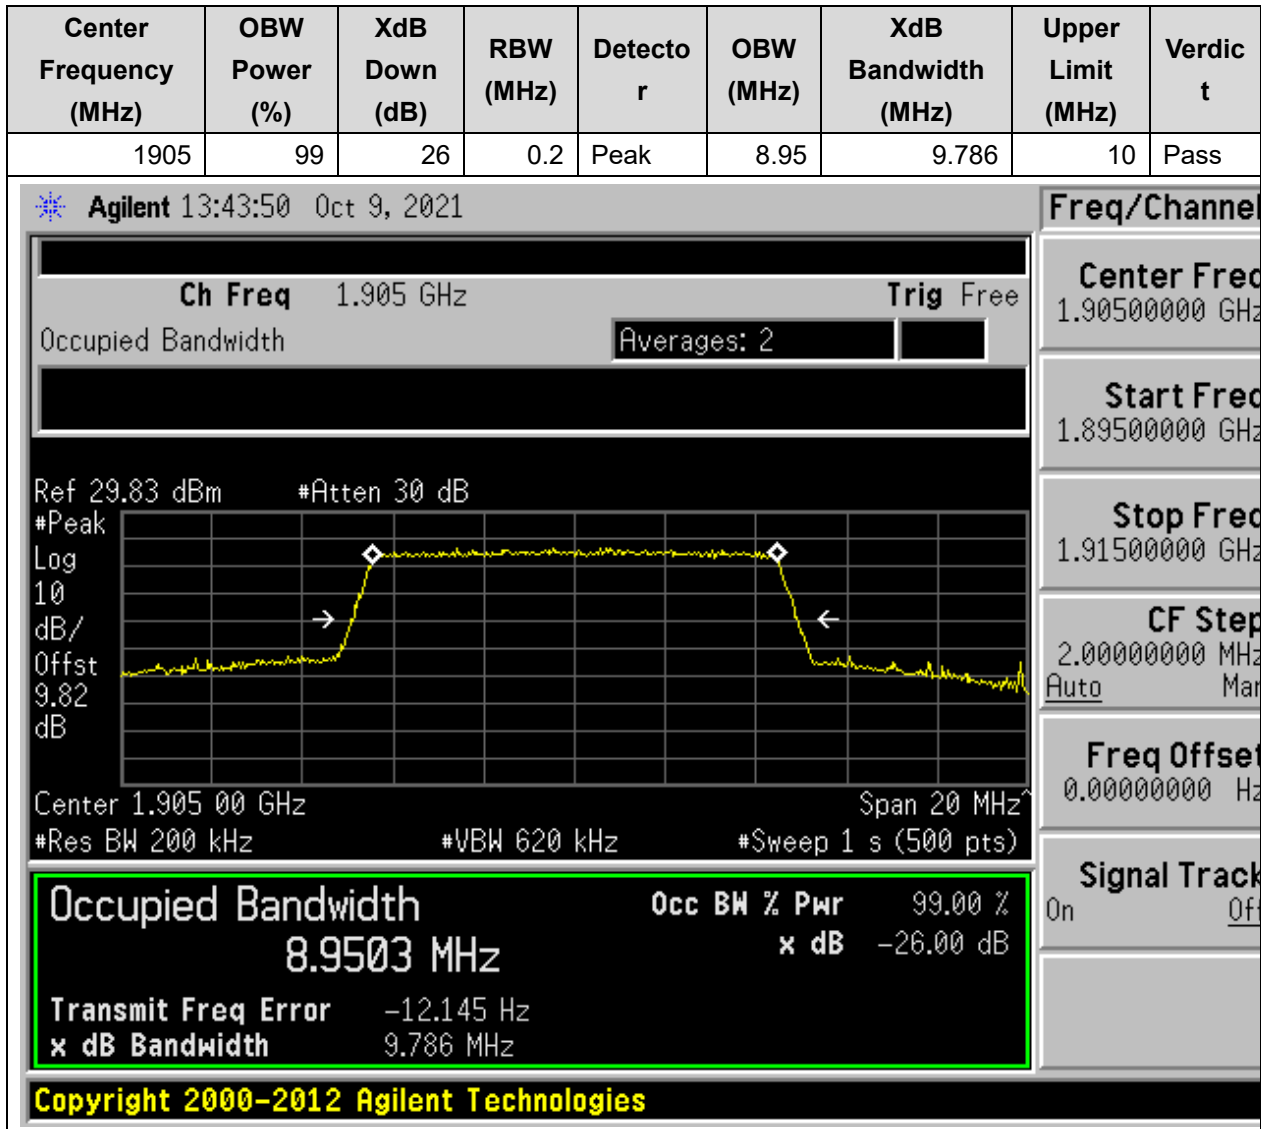 Center Frequency (MHz) OBW Power (%) XdB Down (dB) RBW (MHz) Detector OBW (MHz) XdB Bandwidth (MHz) Upper Limit (MHz) Verdict
1905 99 26 0.2 Peak 8.95 9.786 10 Pass
Agilent 13:43:50 Oct 9, 2021
Freq/Channel
Ch Freq 1.905 GHz Trig Free
Occupied Bandwidth Averages: 2
Center Freq
1.90500000 GHz
Start Freq
1.89500000 GHz
Stop Freq
1.91500000 GHz
CF Step
2.00000000 MHz
Auto Man
Freq Offset
0.00000000 Hz
Signal Track
On Off
Ref 29.83 dBm #Atten 30 dB
#Peak
Log
10
dB/
Offst
9.82
dB
Center 1.905 00 GHz Span 20 MHz^
#Res BW 200 kHz #VBW 620 kHz #Sweep 1 s (500 pts)
Occupied Bandwidth Occ BW % Pwr 99.00 %
8.9503 MHz x dB -26.00 dB
Transmit Freq Error -12.145 Hz
x dB Bandwidth 9.786 MHz
Copyright 2000-2012 Agilent Technologies